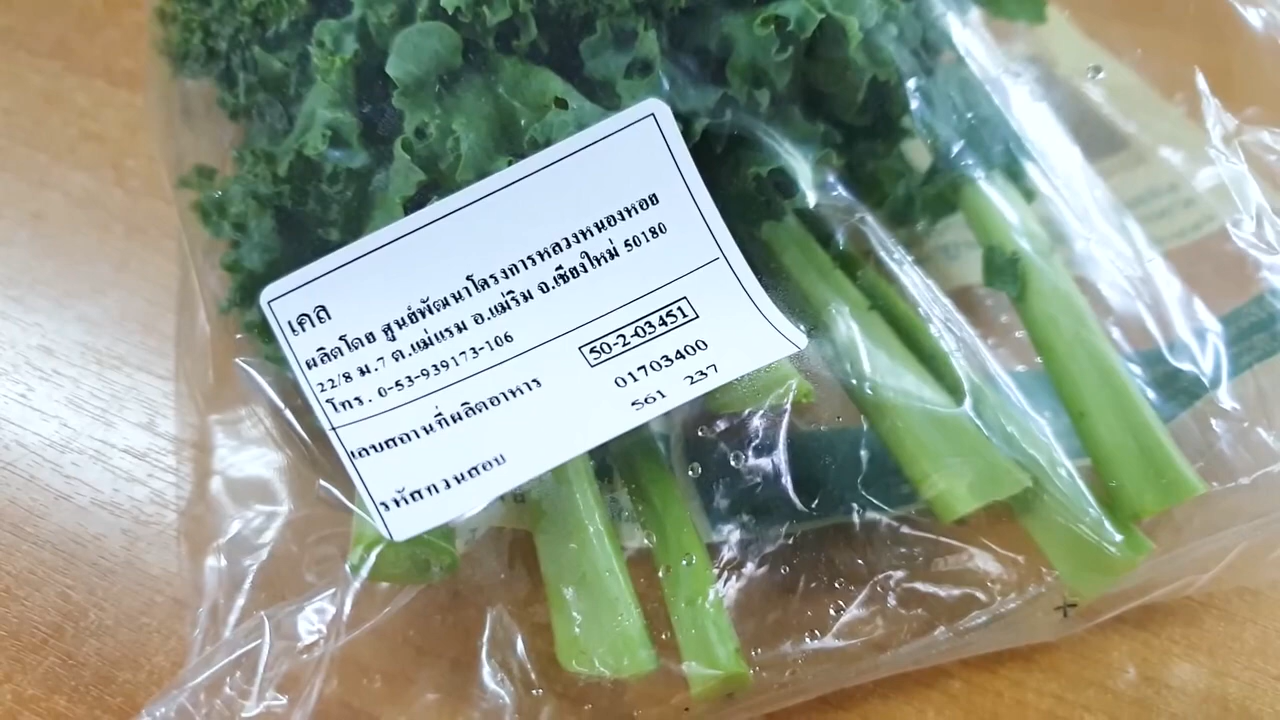 เคล
ผลิตโดย ศูนย์พัฒนาโครงการหลวงหนองหอย
22/8 ม.7 ต.แม่แรม อ.แม่ริม จ.เชียงใหม่ 50180
โทร. 0-53-939173-106
เลขสถานที่ผลิตอาหาร 50-2-03451
01703400
รหัสทวนสอบ 561 237